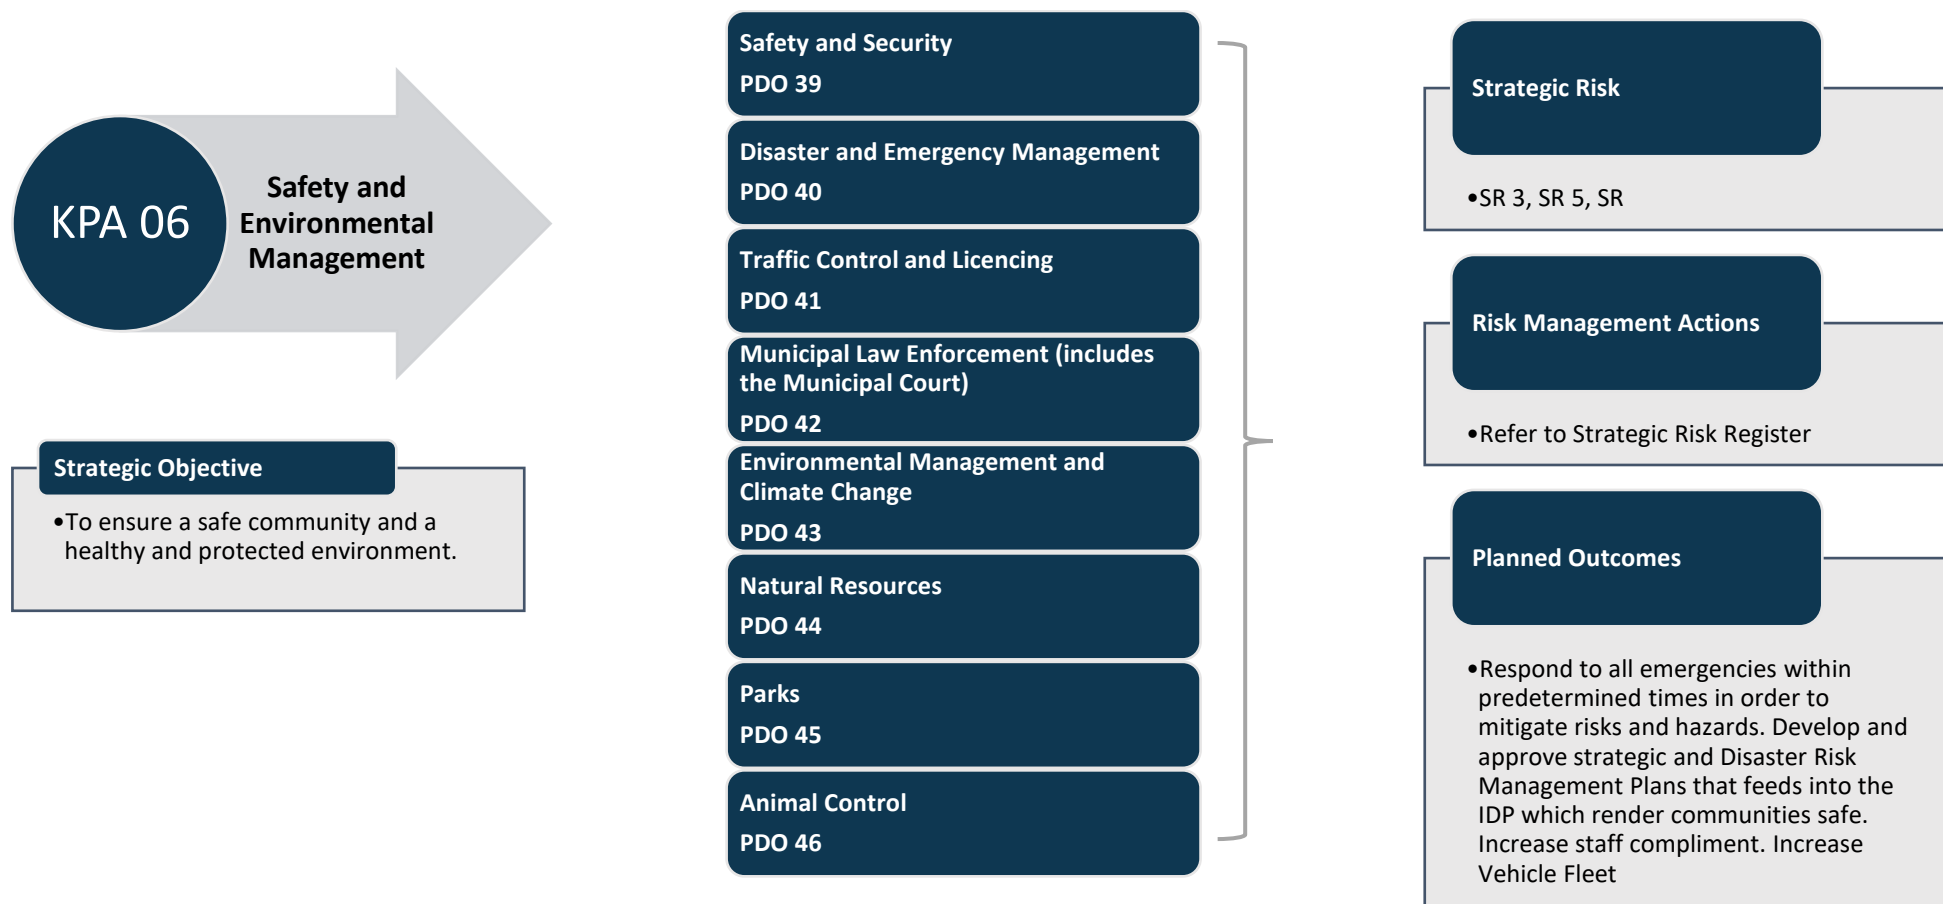 KPA 06
Safety and
Environmental
Management
Strategic Objective
•To ensure a safe community and a
healthy and protected environment.
Safety and Security
PDO 39
Disaster and Emergency Management
PDO 40
Traffic Control and Licencing
PDO 41
Municipal Law Enforcement (includes
the Municipal Court)
PDO 42
Environmental Management and
Climate Change
PDO 43
Natural Resources
PDO 44
Parks
PDO 45
Animal Control
PDO 46
Strategic Risk
•SR 3, SR 5, SR
Risk Management Actions
•Refer to Strategic Risk Register
Planned Outcomes
•Respond to all emergencies within
predetermined times in order to
mitigate risks and hazards. Develop and
approve strategic and Disaster Risk
Management Plans that feeds into the
IDP which render communities safe.
Increase staff compliment. Increase
Vehicle Fleet